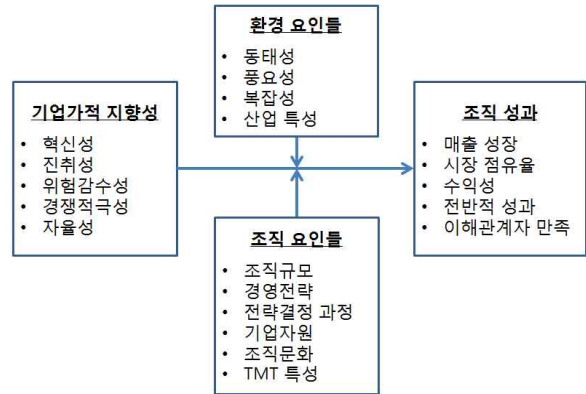 환경 요인들
• 동태성
• 풍요성
• 복잡성
• 산업 특성
기업가적 지향성
• 혁신성
• 진취성
• 위험감수성
• 경쟁적극성
• 자율성
조직 성과
• 매출 성장
• 시장 점유율
• 수익성
• 전반적 성과
• 이해관계자 만족
조직 요인들
• 조직규모
• 경영전략
• 전략결정 과정
• 기업자원
• 조직문화
• TMT 특성